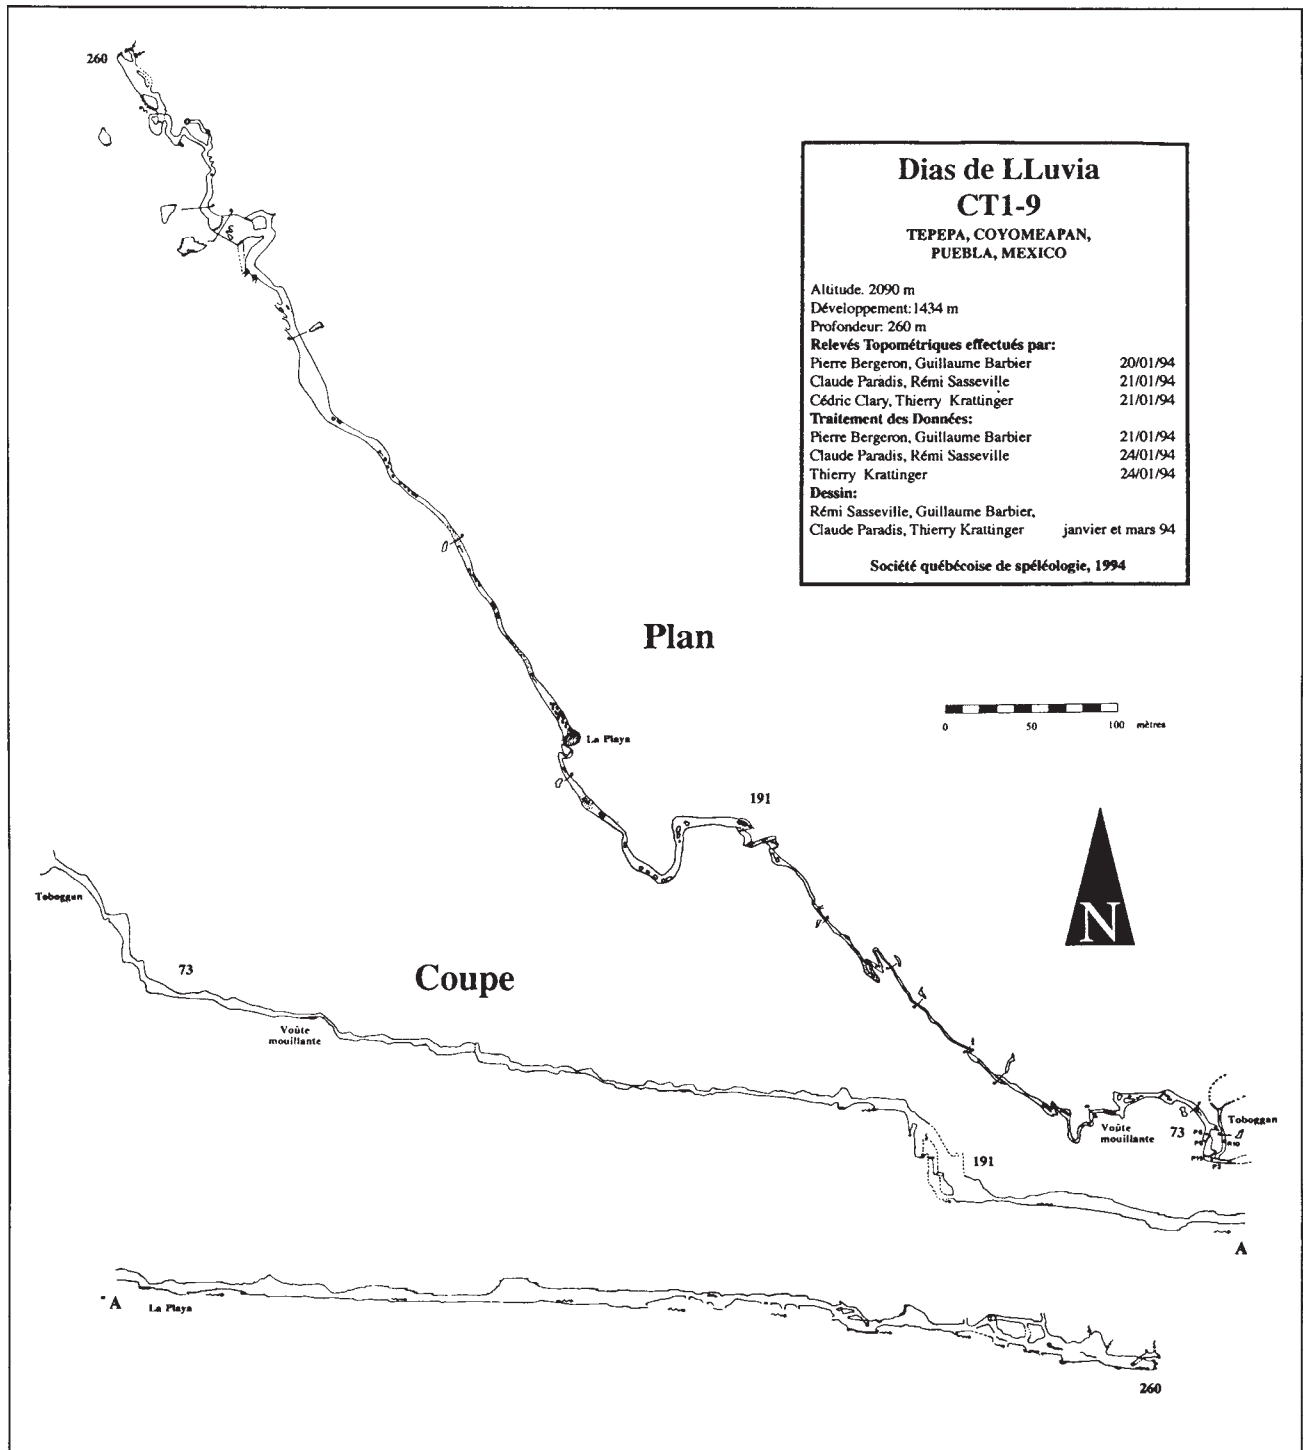 260
Dias de LLuvia
CT1-9
TEPEPA, COYOMEAPAN,
PUEBLA, MEXICO
Altitude. 2090 m
Développement: 1434 m
Profondeur: 260 m
Relevés Topométriques effectués par:
Pierre Bergeron, Guillaume Barbier 20/01/94
Claude Paradis, Rémi Sasseville 21/01/94
Cédric Clary, Thierry Krattinger 21/01/94
Traitement des Données:
Pierre Bergeron, Guillaume Barbier 21/01/94
Claude Paradis, Rémi Sasseville 24/01/94
Thierry Krattinger 24/01/94
Dessin:
Rémi Sasseville, Guillaume Barbier,
Claude Paradis, Thierry Krattinger janvier et mars 94
Société québécoise de spéléologie, 1994
Plan
0 50 100 mètres
La Playa
191
N
Toboggan
73
Coupe
Voûte
mouillante
Voûte
mouillante
73
Toboggan
R10
191
A
A
La Playa
260